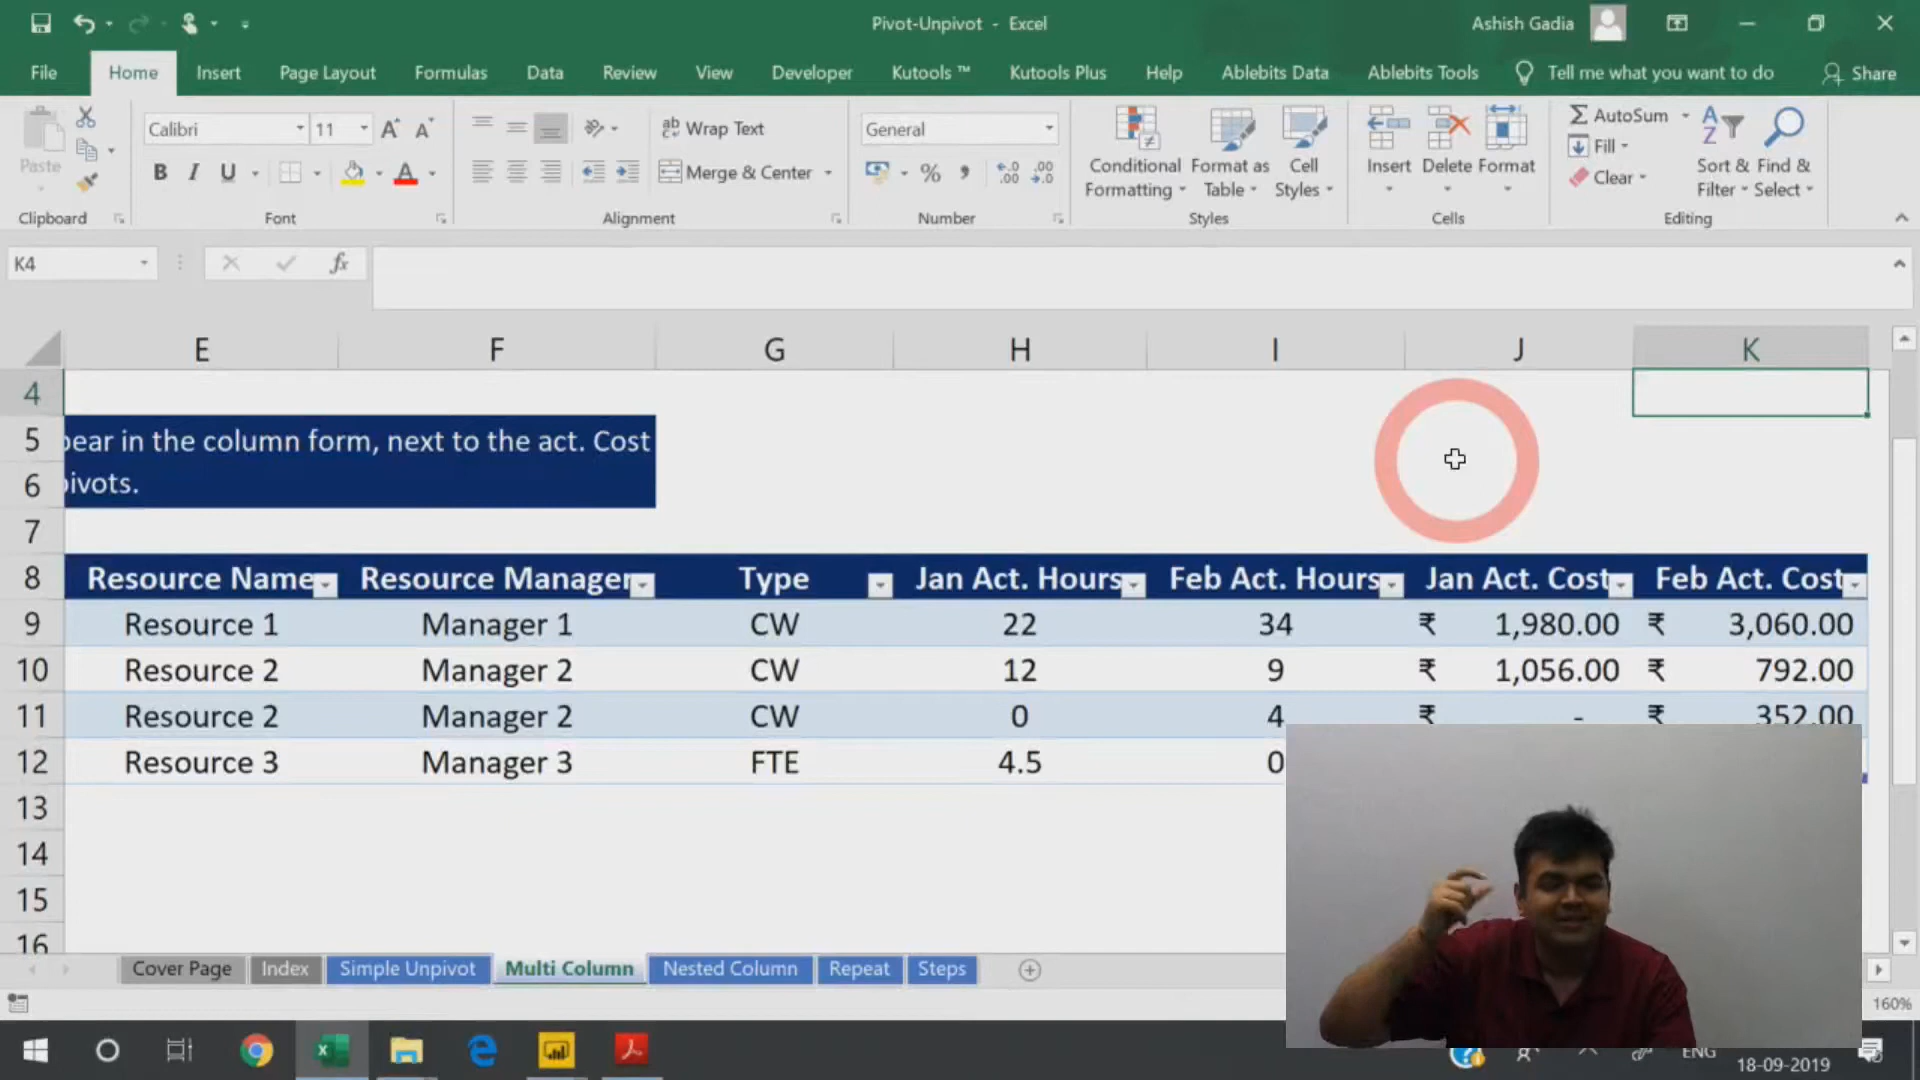 Pivot-Unpivot - Excel
Ashish Gadia
File Home Insert Page Layout Formulas Data Review View Developer Kutools ™ Kutools Plus Help Ablebits Data Ablebits Tools Tell me what you want to do Share
Paste
Clipboard
Calibri 11
B I U
Font
Wrap Text
Merge & Center
Alignment
General
Number
Conditional Formatting
Format as Table
Cell Styles
Styles
Insert Delete Format
Cells
AutoSum
Fill
Clear
Sort & Filter
Find & Select
Editing
K4
fx
E F G H I J K
4
5 pear in the column form, next to the act. Cost
6 pivots.
7
8 Resource Name Resource Manager Type Jan Act. Hours Feb Act. Hours Jan Act. Cost Feb Act. Cost
9 Resource 1 Manager 1 CW 22 34 ₹ 1,980.00 ₹ 3,060.00
10 Resource 2 Manager 2 CW 12 9 ₹ 1,056.00 ₹ 792.00
11 Resource 2 Manager 2 CW 0 4 ₹ - ₹ 352.00
12 Resource 3 Manager 3 FTE 4.5 0
13
14
15
16
Cover Page Index Simple Unpivot Multi Column Nested Column Repeat Steps
160%
ENG
18-09-2019